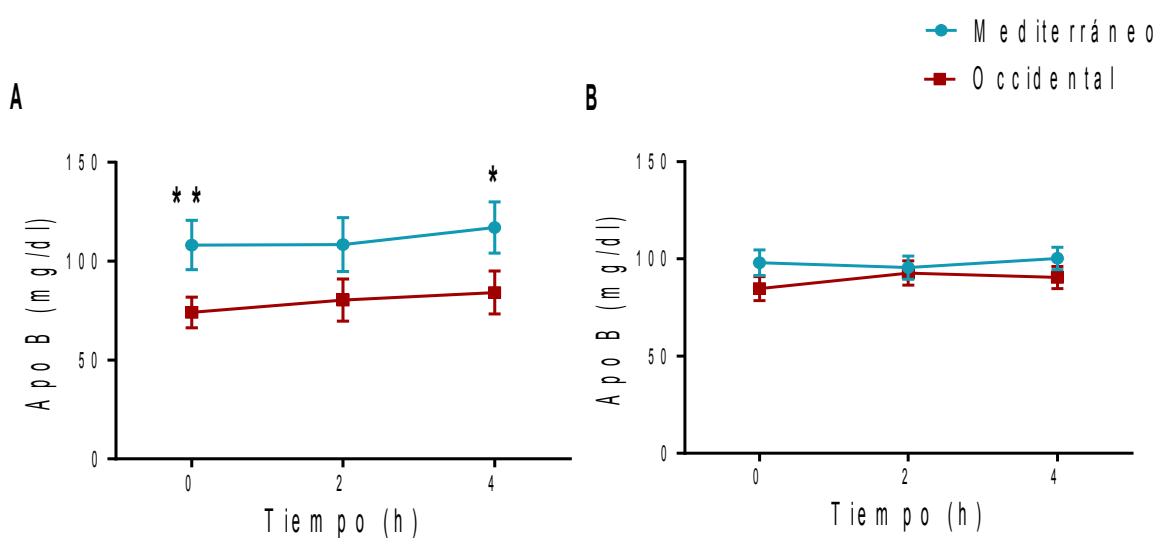 Mediterráneo
Occidental
A
B
150
**
*
100
50
0
0
2
4
Apo B (mg/dl)
Tiempo (h)
150
100
50
0
0
2
4
Apo B (mg/dl)
Tiempo (h)